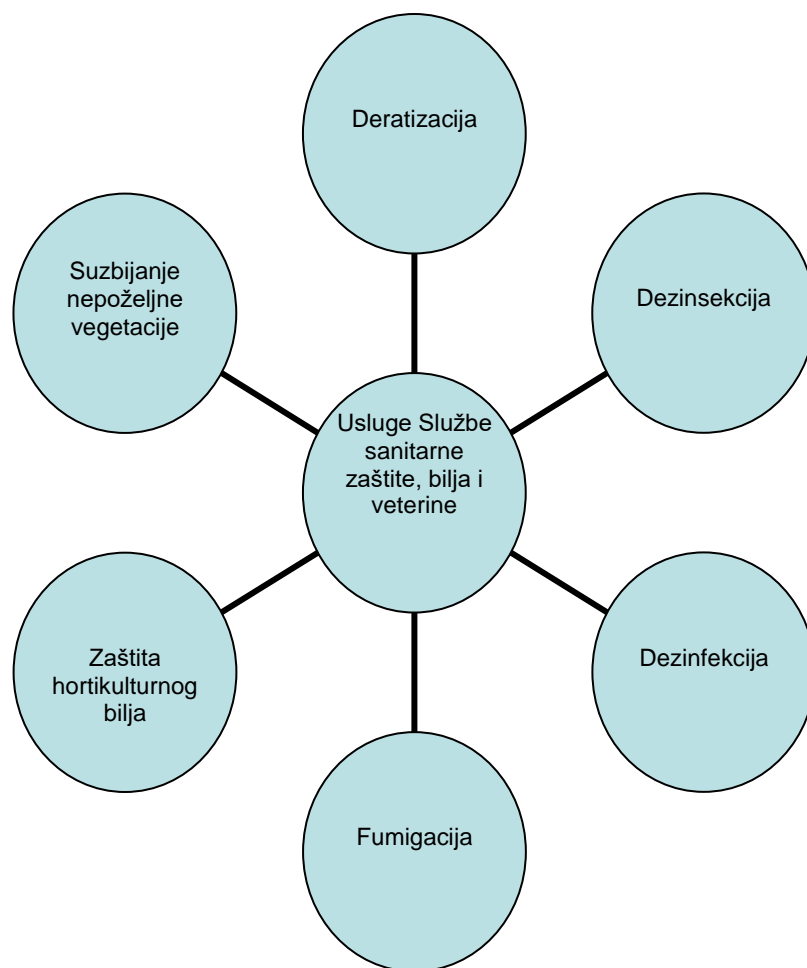 Deratizacija
Suzbijanje
nepoželjne
vegetacije
Dezinsekcija
Usluge Službe
sanitarne
zaštite, bilja i
veterine
Zaštita
hortikulturnog
bilja
Dezinfekcija
Fumigacija